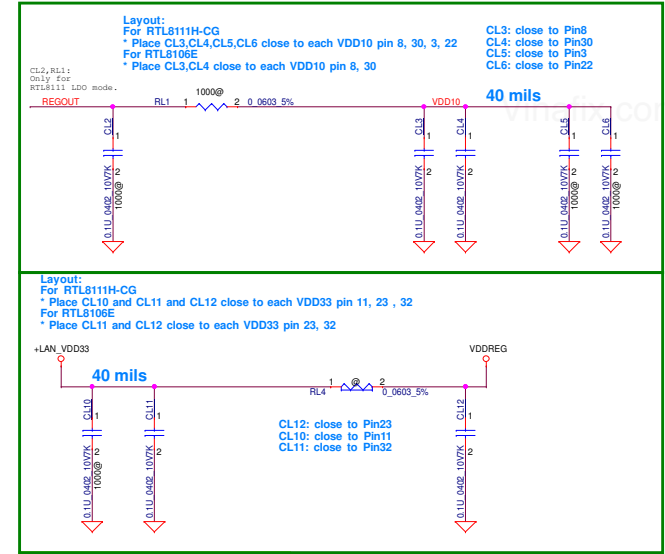 Layout:
For RTL8111H-CG
* Place CL3,CL4,CL5,CL6 close to each VDD10 pin 8, 30, 3, 22
For RTL8106E
* Place CL3,CL4 close to each VDD10 pin 8, 30
CL3: close to Pin8
CL4: close to Pin30
CL5: close to Pin3
CL6: close to Pin22
CL2,RL1:
Only for
RTL8111 LDO mode.
REGOUT
RL1
1
1000@
2
0_0603_5%
VDD10
40 mils
vinafix.com
CL2
1
2
0.1U_0402_10V7K
1000@
CL3
1
2
0.1U_0402_10V7K
CL4
1
2
0.1U_0402_10V7K
CL5
1
2
0.1U_0402_10V7K
1000@
CL6
1
2
0.1U_0402_10V7K
1000@
Layout:
For RTL8111H-CG
* Place CL10 and CL11 and CL12 close to each VDD33 pin 11, 23 , 32
For RTL8106E
* Place CL11 and CL12 close to each VDD33 pin 23, 32
+LAN_VDD33
VDDREG
40 mils
RL4
1
@
2
0_0603_5%
CL12: close to Pin23
CL10: close to Pin11
CL11: close to Pin32
CL10
1
2
0.1U_0402_10V7K
1000@
CL11
1
2
0.1U_0402_10V7K
CL12
1
2
0.1U_0402_10V7K